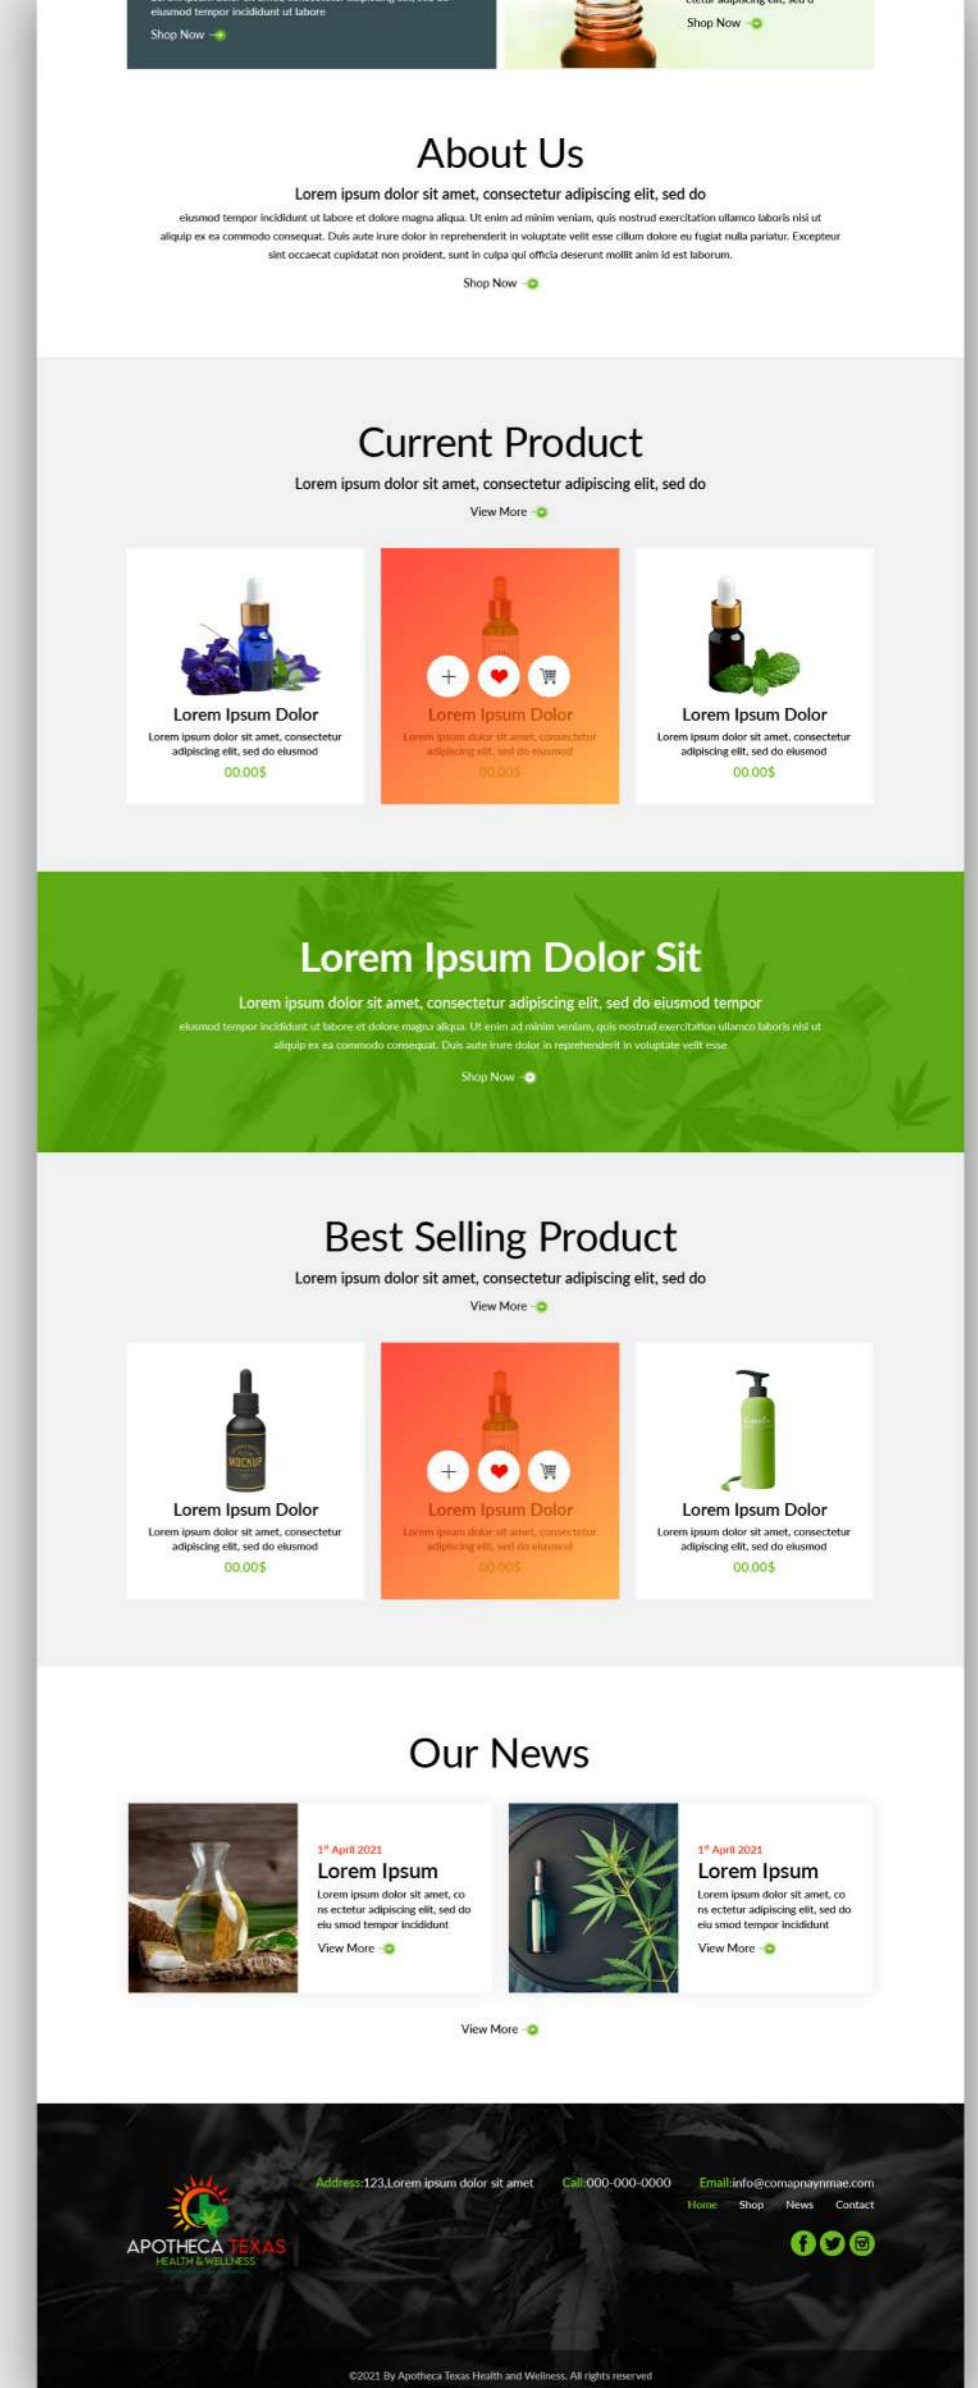 eiusmod tempor incididunt ut labore
Shop Now
Shop Now
About Us
Lorem ipsum dolor sit amet, consectetur adipiscing elit, sed do
eiusmod tempor incididunt ut labore et dolore magna aliqua. Ut enim ad minim veniam, quis nostrud exercitation ullamco laboris nisi ut
aliquip ex ea commodo consequat. Duis aute irure dolor in reprehenderit in voluptate velit esse cillum dolore eu fugiat nulla pariatur. Excepteur
sint occaecat cupidatat non proident, sunt in culpa qui officia deserunt mollit anim id est laborum.
Shop Now
Current Product
Lorem ipsum dolor sit amet, consectetur adipiscing elit, sed do
View More
Lorem Ipsum Dolor
Lorem ipsum dolor sit amet, consectetur
adipiscing elit, sed do eiusmod
00.00$
Lorem Ipsum Dolor
Lorem ipsum dolor sit amet, consectetur
adipiscing elit, sed do eiusmod
00.00$
Lorem Ipsum Dolor
Lorem ipsum dolor sit amet, consectetur
adipiscing elit, sed do eiusmod
00.00$
Lorem Ipsum Dolor Sit
Lorem ipsum dolor sit amet, consectetur adipiscing elit, sed do eiusmod tempor
eiusmod tempor incididunt ut labore et dolore magna aliqua. Ut enim ad minim veniam, quis nostrud exercitation ullamco laboris nisi ut
aliquip ex ea commodo consequat. Duis aute irure dolor in reprehenderit in voluptate velit esse
Shop Now
Best Selling Product
Lorem ipsum dolor sit amet, consectetur adipiscing elit, sed do
View More
MOCKUP
Lorem Ipsum Dolor
Lorem ipsum dolor sit amet, consectetur
adipiscing elit, sed do eiusmod
00.00$
Lorem Ipsum Dolor
Lorem ipsum dolor sit amet, consectetur
adipiscing elit, sed do eiusmod
00.00$
Lorem Ipsum Dolor
Lorem ipsum dolor sit amet, consectetur
adipiscing elit, sed do eiusmod
00.00$
Our News
1st April 2021
Lorem Ipsum
Lorem ipsum dolor sit amet, co
ns ectetur adipiscing elit, sed do
eiu smod tempor incididunt
View More
1st April 2021
Lorem Ipsum
Lorem ipsum dolor sit amet, co
ns ectetur adipiscing elit, sed do
eiu smod tempor incididunt
View More
View More
APOTHECA TEXAS
HEALTH & WELLNESS
Address:123,Lorem ipsum dolor sit amet
Call:000-000-0000
Email:info@comapnaynmae.com
Home Shop News Contact
©2021 By Apotheca Texas Health and Wellness. All rights reserved